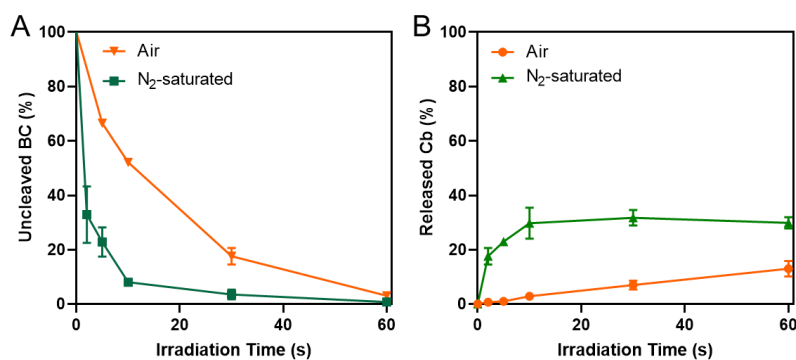 A
Air
N₂-saturated
Uncleaved BC (%)
100
80
60
40
20
0
0
20
40
60
Irradiation Time (s)
B
Air
N₂-saturated
Released Cb (%)
100
80
60
40
20
0
0
20
40
60
Irradiation Time (s)